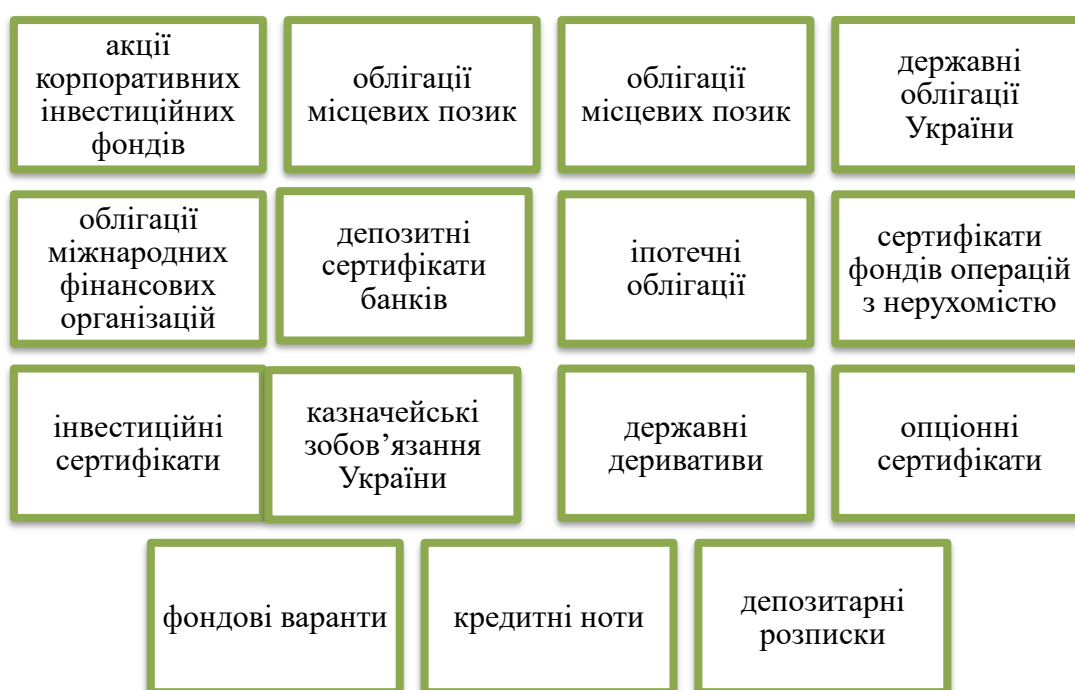 акції
корпоративних
інвестиційних
фондів
облігації
місцевих позик
облігації
місцевих позик
державні
облігації
України
облігації
міжнародних
фінансових
організацій
депозитні
сертифікати
банків
іпотечні
облігації
сертифікати
фондів операцій
з нерухомістю
інвестиційні
сертифікати
казначейські
зобов’язання
України
державні
деривативи
опціонні
сертифікати
фондові варанти
кредитні ноти
депозитарні
розписки